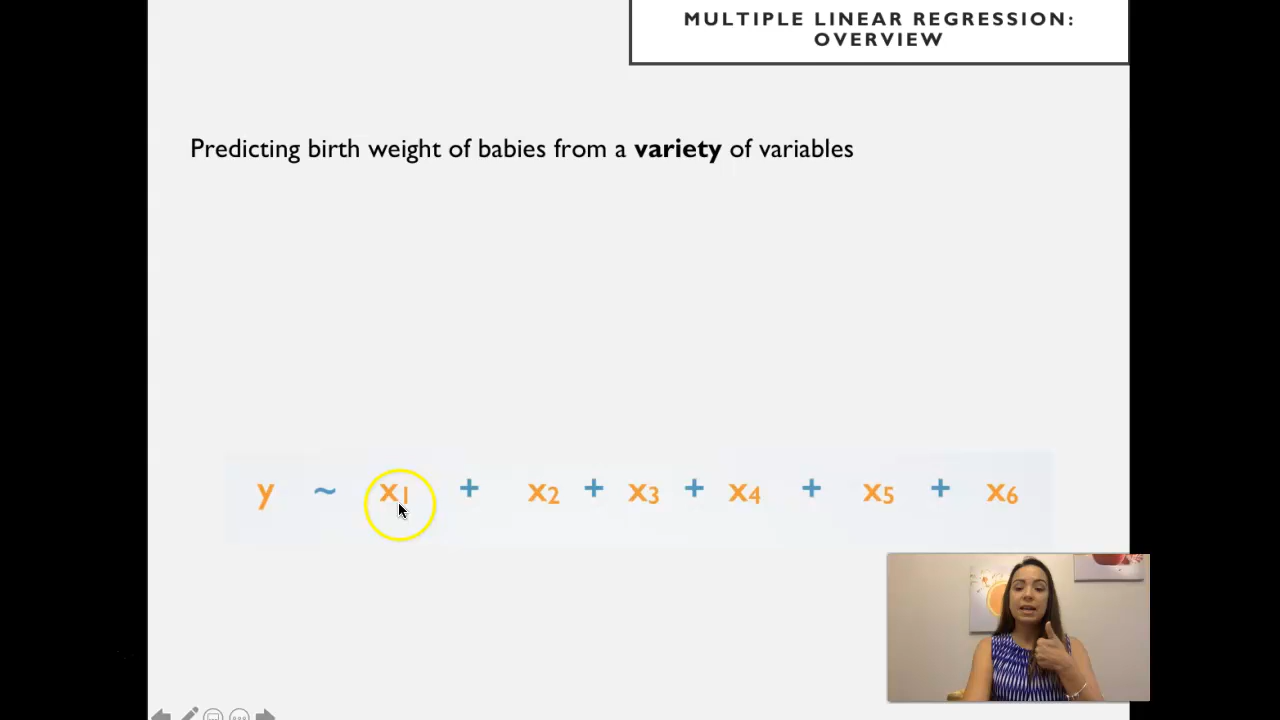 MULTIPLE LINEAR REGRESSION:
OVERVIEW
Predicting birth weight of babies from a variety of variables
y ~ x1 + x2 + x3 + x4 + x5 + x6